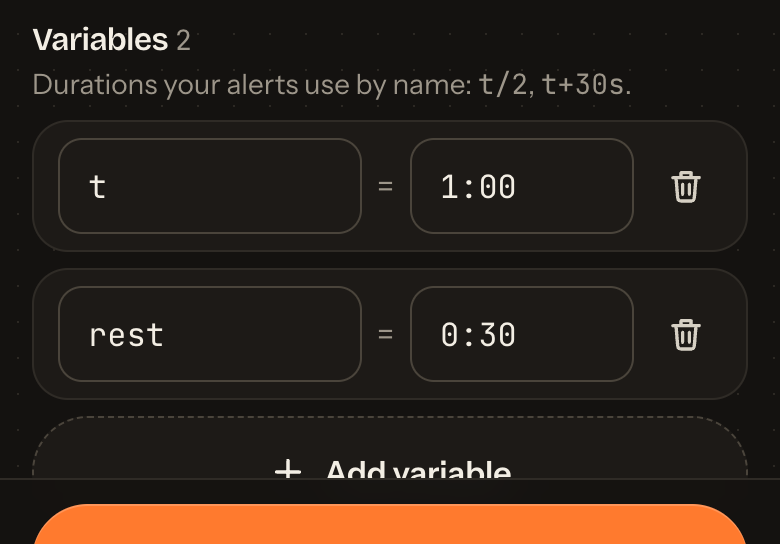 Variables 2
Durations your alerts use by name: t/2, t+30s.
t = 1:00
rest = 0:30
+ Add variable